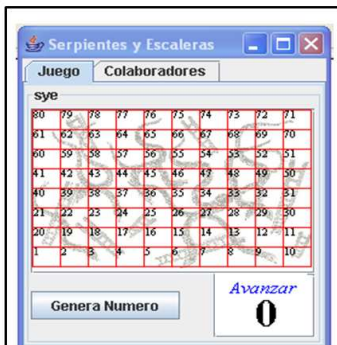 Serpientes y Escaleras
Juego Colaboradores
sye
80 79 78 77 76 75 74 73 72 71
61 62 63 64 65 66 67 68 69 70
60 59 58 57 56 55 54 53 52 51
41 42 43 44 45 46 47 48 49 50
40 39 38 37 36 35 34 33 32 31
21 22 23 24 25 26 27 28 29 30
20 19 18 17 16 15 14 13 12 11
1 2 3 4 5 6 7 8 9 10
Avanzar
Genera Numero 0